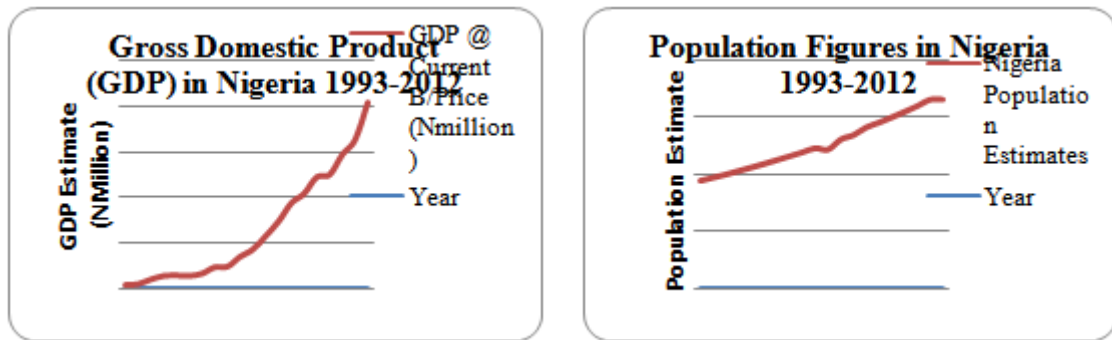 Gross Domestic Product
(GDP) in Nigeria 1993-2012
GDP Estimate
(NMillion)
GDP @
Current
B/Price
(Nmillion
)
Year
Population Figures in Nigeria
1993-2012
Population Estimate
Nigeria
Populatio
n
Estimates
Year